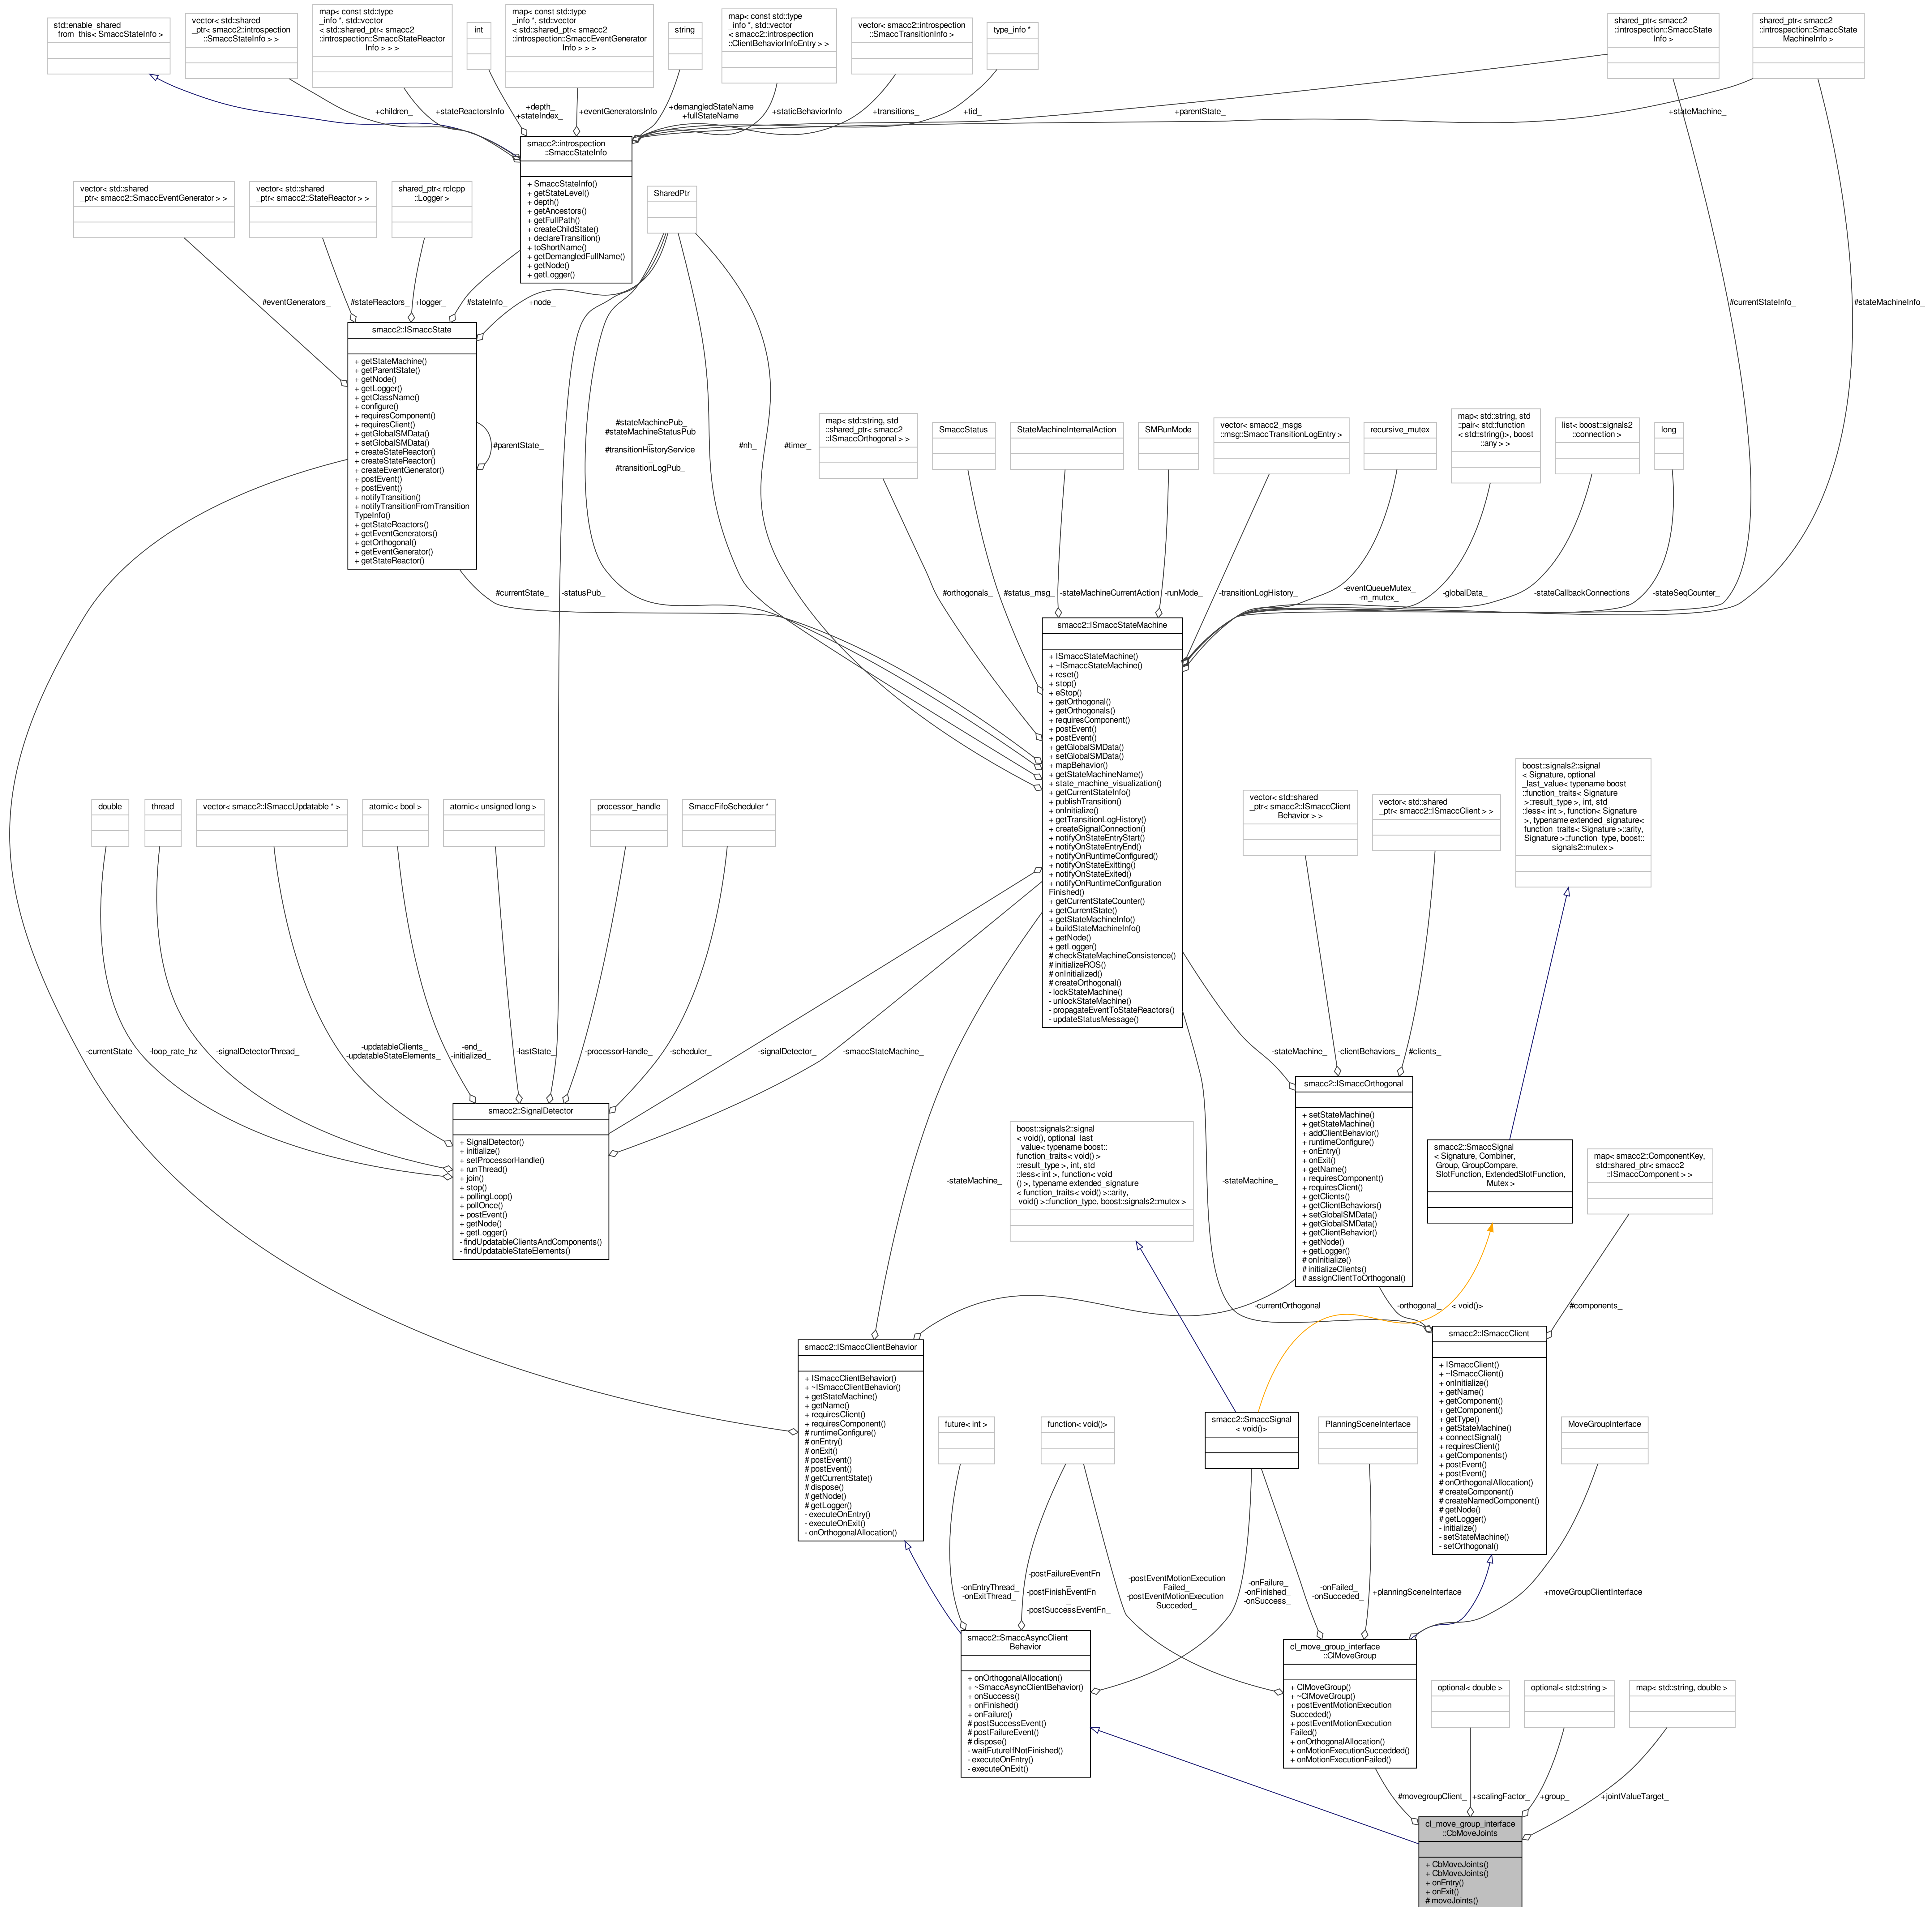 std::enable_shared
_from_this< SmaccStateInfo >
vector< std::shared
_ptr< smacc2::introspection
::SmaccStateInfo > >
map< const std::type
_info *, std::vector
< std::shared_ptr< smacc2
::introspection::SmaccStateReactor
Info > > >
int
map< const std::type
_info *, std::vector
< std::shared_ptr< smacc2
::introspection::SmaccEventGenerator
Info > > >
string
map< const std::type
_info *, std::vector
< smacc2::introspection
::ClientBehaviorInfoEntry > >
vector< smacc2::introspection
::SmaccTransitionInfo >
type_info *
shared_ptr< smacc2
::introspection::SmaccState
Info >
shared_ptr< smacc2
::introspection::SmaccState
MachineInfo >
+children_
+stateReactorsInfo
+depth_
+stateIndex_
+eventGeneratorsInfo
+demangledStateName
+fullStateName
+staticBehaviorInfo
+transitions_
+tid_
+parentState_
+stateMachine_
smacc2::introspection
::SmaccStateInfo
+ SmaccStateInfo()
+ getStateLevel()
+ depth()
+ getAncestors()
+ getFullPath()
+ createChildState()
+ declareTransition()
+ toShortName()
+ getDemangledFullName()
+ getNode()
+ getLogger()
vector< std::shared
_ptr< smacc2::SmaccEventGenerator > >
vector< std::shared
_ptr< smacc2::StateReactor > >
shared_ptr< rclcpp
::Logger >
SharedPtr
#eventGenerators_
#stateReactors_
+logger_
#stateInfo_
+node_
#currentStateInfo_
#stateMachineInfo_
smacc2::ISmaccState
+ getStateMachine()
+ getParentState()
+ getNode()
+ getLogger()
+ getClassName()
+ configure()
+ requiresComponent()
+ requiresClient()
+ getGlobalSMData()
+ setGlobalSMData()
+ createStateReactor()
+ createStateReactor()
+ createEventGenerator()
+ postEvent()
+ postEvent()
+ notifyTransition()
+ notifyTransitionFromTransition
TypeInfo()
+ getStateReactors()
+ getEventGenerators()
+ getOrthogonal()
+ getEventGenerator()
+ getStateReactor()
#parentState_
#stateMachinePub_
#stateMachineStatusPub
_
#transitionHistoryService
_
#transitionLogPub_
#nh_
#timer_
map< std::string, std
::shared_ptr< smacc2
::ISmaccOrthogonal > >
SmaccStatus
StateMachineInternalAction
SMRunMode
vector< smacc2_msgs
::msg::SmaccTransitionLogEntry >
recursive_mutex
map< std::string, std
::pair< std::function
< std::string()>, boost
::any > >
list< boost::signals2
::connection >
long
#currentState_
-statusPub_
#orthogonals_
#status_msg_
-stateMachineCurrentAction
-runMode_
-transitionLogHistory_
-eventQueueMutex_
-m_mutex_
-globalData_
-stateCallbackConnections
-stateSeqCounter_
smacc2::ISmaccStateMachine
+ ISmaccStateMachine()
+ ~ISmaccStateMachine()
+ reset()
+ stop()
+ eStop()
+ getOrthogonal()
+ getOrthogonals()
+ requiresComponent()
+ postEvent()
+ postEvent()
+ getGlobalSMData()
+ setGlobalSMData()
+ mapBehavior()
+ getStateMachineName()
+ state_machine_visualization()
+ getCurrentStateInfo()
+ publishTransition()
+ onInitialize()
+ getTransitionLogHistory()
+ createSignalConnection()
+ notifyOnStateEntryStart()
+ notifyOnStateEntryEnd()
+ notifyOnRuntimeConfigured()
+ notifyOnStateExitting()
+ notifyOnStateExited()
+ notifyOnRuntimeConfiguration
Finished()
+ getCurrentStateCounter()
+ getCurrentState()
+ getStateMachineInfo()
+ buildStateMachineInfo()
+ getNode()
+ getLogger()
# checkStateMachineConsistence()
# initializeROS()
# onInitialized()
# createOrthogonal()
- lockStateMachine()
- unlockStateMachine()
- propagateEventToStateReactors()
- updateStatusMessage()
double
thread
vector< smacc2::ISmaccUpdatable * >
atomic< bool >
atomic< unsigned long >
processor_handle
SmaccFifoScheduler *
vector< std::shared
_ptr< smacc2::ISmaccClient
Behavior > >
vector< std::shared
_ptr< smacc2::ISmaccClient > >
boost::signals2::signal
< Signature, optional
_last_value< typename boost
::function_traits< Signature
>::result_type >, int, std
::less< int >, function< Signature
>, typename extended_signature<
function_traits< Signature >::arity,
Signature >::function_type, boost::
signals2::mutex >
-currentState
-loop_rate_hz
-signalDetectorThread_
-updatableClients_
-updatableStateElements_
-end_
-initialized_
-lastState_
-processorHandle_
-scheduler_
-signalDetector_
-smaccStateMachine_
-stateMachine_
-clientBehaviors_
#clients_
smacc2::SignalDetector
+ SignalDetector()
+ initialize()
+ setProcessorHandle()
+ runThread()
+ join()
+ stop()
+ pollingLoop()
+ pollOnce()
+ postEvent()
+ getNode()
+ getLogger()
- findUpdatableClientsAndComponents()
- findUpdatableStateElements()
smacc2::ISmaccOrthogonal
+ setStateMachine()
+ getStateMachine()
+ addClientBehavior()
+ runtimeConfigure()
+ onEntry()
+ onExit()
+ getName()
+ requiresComponent()
+ requiresClient()
+ getClients()
+ getClientBehaviors()
+ setGlobalSMData()
+ getGlobalSMData()
+ getClientBehavior()
+ getNode()
+ getLogger()
# onInitialize()
# initializeClients()
# assignClientToOrthogonal()
boost::signals2::signal
< void(), optional_last
_value< typename boost::
function_traits< void() >
::result_type >, int, std
::less< int >, function< void
() >, typename extended_signature
< function_traits< void() >::arity,
void() >::function_type, boost::signals2::mutex >
smacc2::SmaccSignal
< Signature, Combiner,
Group, GroupCompare,
SlotFunction, ExtendedSlotFunction,
Mutex >
map< smacc2::ComponentKey,
std::shared_ptr< smacc2
::ISmaccComponent > >
-stateMachine_
-stateMachine_
-currentOrthogonal
-orthogonal_
< void()>
#components_
smacc2::ISmaccClientBehavior
+ ISmaccClientBehavior()
+ ~ISmaccClientBehavior()
+ getStateMachine()
+ getName()
+ requiresClient()
+ requiresComponent()
# runtimeConfigure()
# onEntry()
# onExit()
# postEvent()
# postEvent()
# getCurrentState()
# dispose()
# getNode()
# getLogger()
- executeOnEntry()
- executeOnExit()
- onOrthogonalAllocation()
smacc2::ISmaccClient
+ ISmaccClient()
+ ~ISmaccClient()
+ onInitialize()
+ getName()
+ getComponent()
+ getComponent()
+ getType()
+ getStateMachine()
+ connectSignal()
+ requiresClient()
+ getComponents()
+ postEvent()
+ postEvent()
# onOrthogonalAllocation()
# createComponent()
# createNamedComponent()
# getNode()
# getLogger()
- initialize()
- setStateMachine()
- setOrthogonal()
future< int >
function< void()>
smacc2::SmaccSignal
< void()>
PlanningSceneInterface
MoveGroupInterface
-onEntryThread_
-onExitThread_
-postFailureEventFn
_
-postFinishEventFn
_
-postSuccessEventFn_
-postEventMotionExecution
Failed_
-postEventMotionExecution
Succeded_
-onFailure_
-onFinished_
-onSuccess_
-onFailed_
-onSucceded_
+planningSceneInterface
+moveGroupClientInterface
smacc2::SmaccAsyncClient
Behavior
+ onOrthogonalAllocation()
+ ~SmaccAsyncClientBehavior()
+ onSuccess()
+ onFinished()
+ onFailure()
# postSuccessEvent()
# postFailureEvent()
# dispose()
- waitFutureIfNotFinished()
- executeOnEntry()
- executeOnExit()
cl_move_group_interface
::ClMoveGroup
+ ClMoveGroup()
+ ~ClMoveGroup()
+ postEventMotionExecution
Succeded()
+ postEventMotionExecution
Failed()
+ onOrthogonalAllocation()
+ onMotionExecutionSuccedded()
+ onMotionExecutionFailed()
optional< double >
optional< std::string >
map< std::string, double >
#movegroupClient_
+scalingFactor_
+group_
+jointValueTarget_
cl_move_group_interface
::CbMoveJoints
+ CbMoveJoints()
+ CbMoveJoints()
+ onEntry()
+ onExit()
# moveJoints()